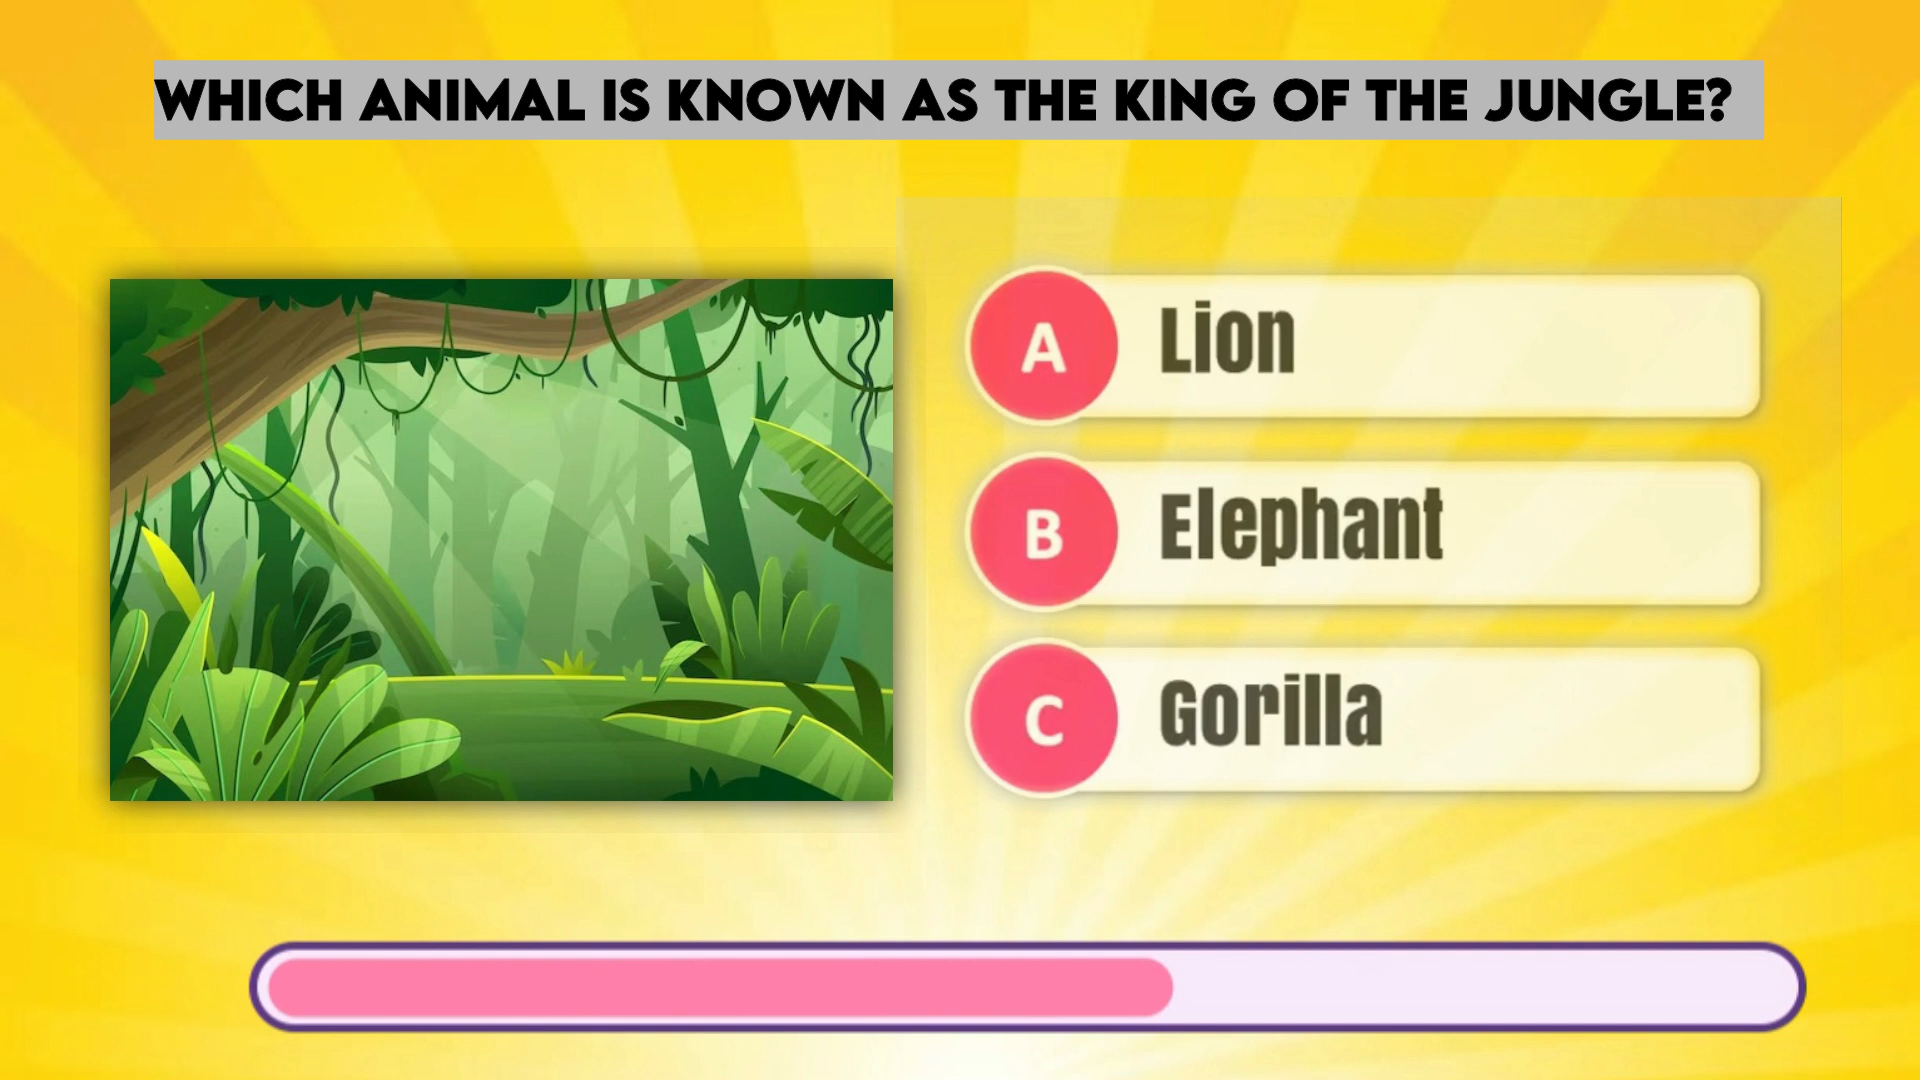 WHICH ANIMAL IS KNOWN AS THE KING OF THE JUNGLE?
A Lion
B Elephant
C Gorilla